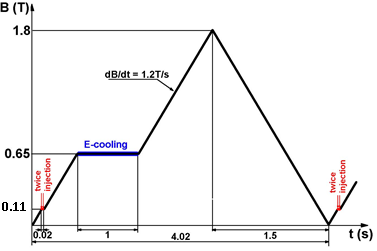 B (T)
1.8
dB/dt = 1.2T/s
E-cooling
0.65
twice
injection
twice
injection
0.11
t (s)
0.02
1
4.02
1.5